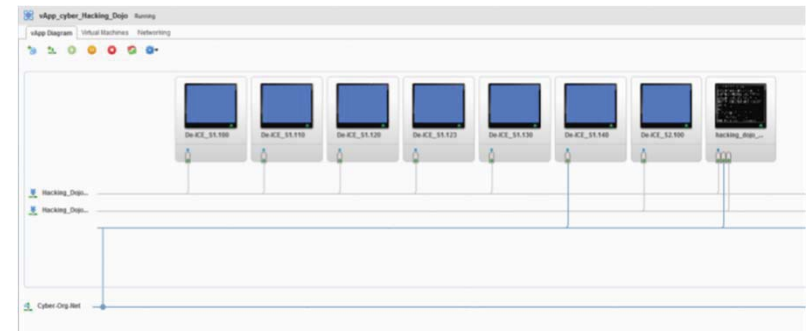 vApp_cyber_Hacking_Dojo Running
vApp Diagram Virtual Machines Networking
De-ICE_S1.100 De-ICE_S1.110 De-ICE_S1.120 De-ICE_S1.123 De-ICE_S1.130 De-ICE_S1.140 De-ICE_S2.100 hacking_dojo_...
Hacking_Dojo...
Hacking_Dojo...
Cyber-Org-Net